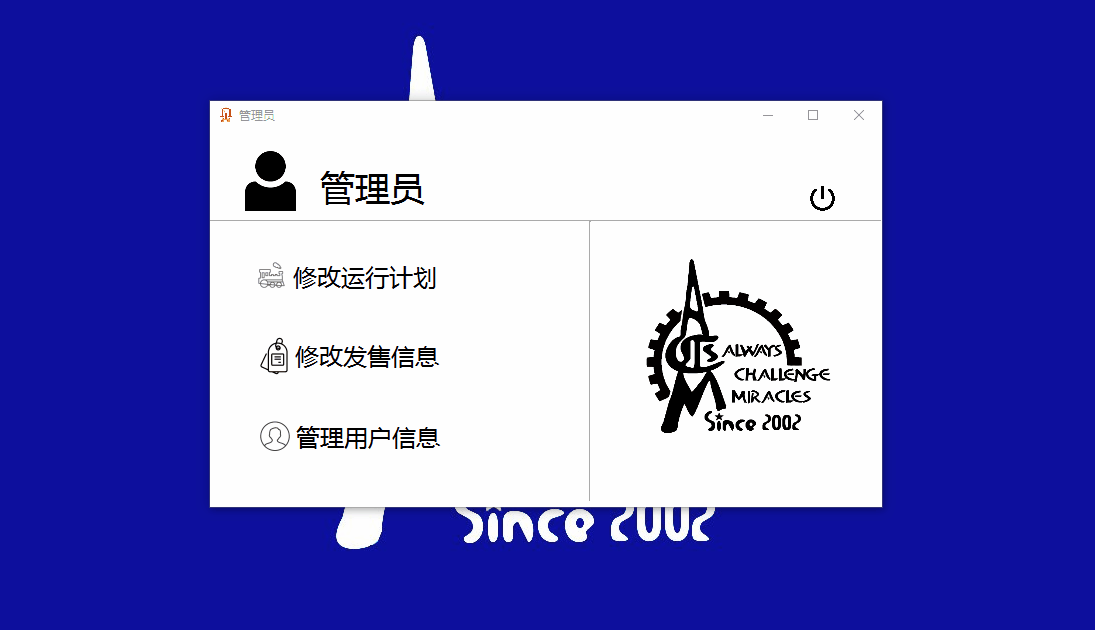 管理员
管理员
修改运行计划
修改发售信息
管理用户信息
ALWAYS
CHALLENGE
MIRACLES
Since 2002
Since 2002